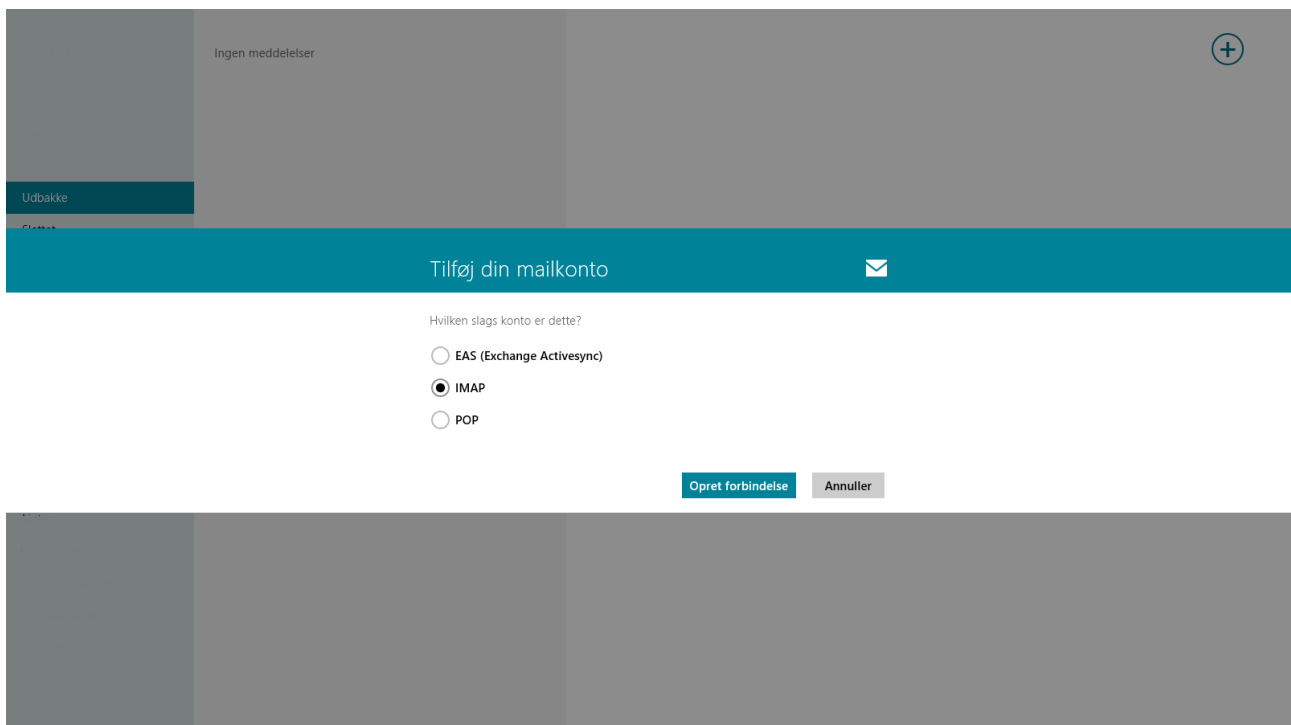 Ingen meddelelser
Udbakke
Tilføj din mailkonto
Hvilken slags konto er dette?
EAS (Exchange Activesync)
IMAP
POP
Opret forbindelse
Annuller